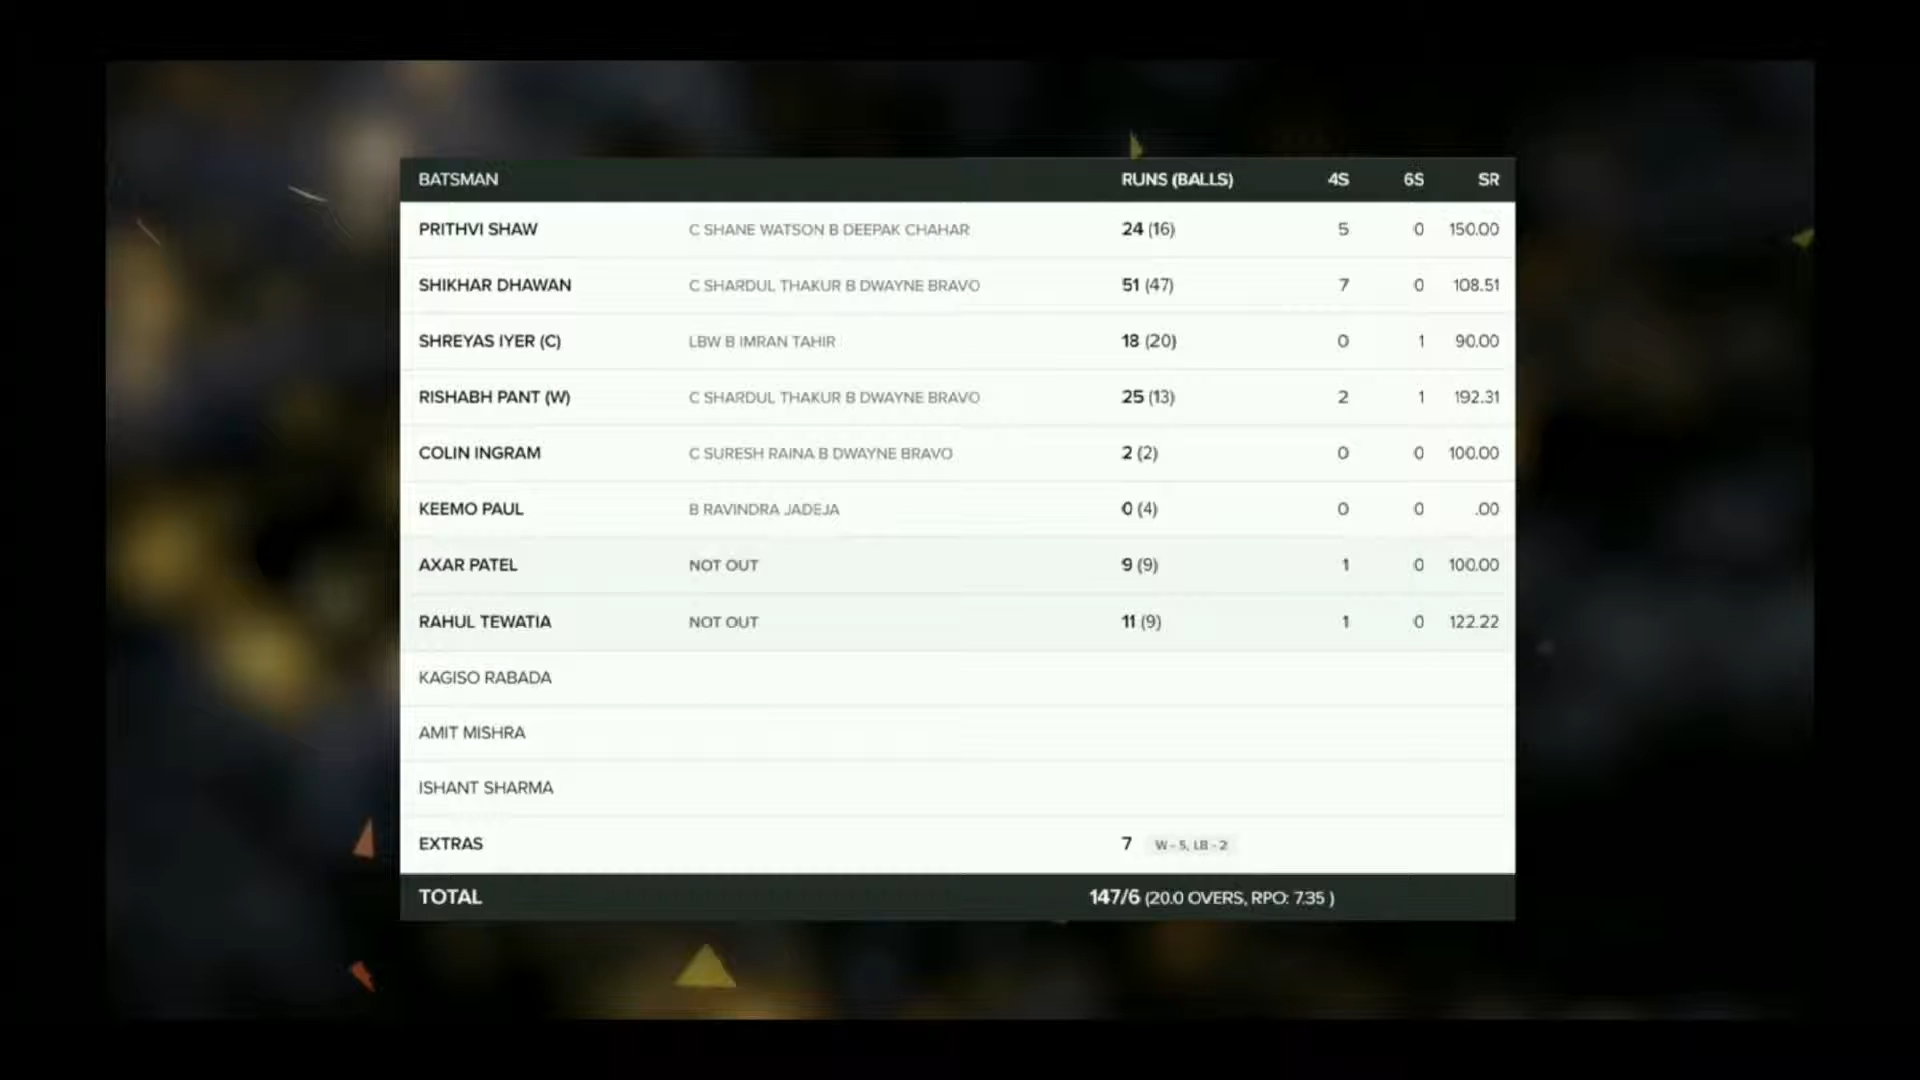 BATSMAN RUNS (BALLS) 4S 6S SR
PRITHVI SHAW C SHANE WATSON B DEEPAK CHAHAR 24 (16) 5 0 150.00
SHIKHAR DHAWAN C SHARDUL THAKUR B DWAYNE BRAVO 51 (47) 7 0 108.51
SHREYAS IYER (C) LBW B IMRAN TAHIR 18 (20) 0 1 90.00
RISHABH PANT (W) C SHARDUL THAKUR B DWAYNE BRAVO 25 (13) 2 1 192.31
COLIN INGRAM C SURESH RAINA B DWAYNE BRAVO 2 (2) 0 0 100.00
KEEMO PAUL B RAVINDRA JADEJA 0 (4) 0 0 .00
AXAR PATEL NOT OUT 9 (9) 1 0 100.00
RAHUL TEWATIA NOT OUT 11 (9) 1 0 122.22
KAGISO RABADA
AMIT MISHRA
ISHANT SHARMA
EXTRAS 7 W - 5, LB - 2
TOTAL 147/6 (20.0 OVERS, RPO: 7.35 )